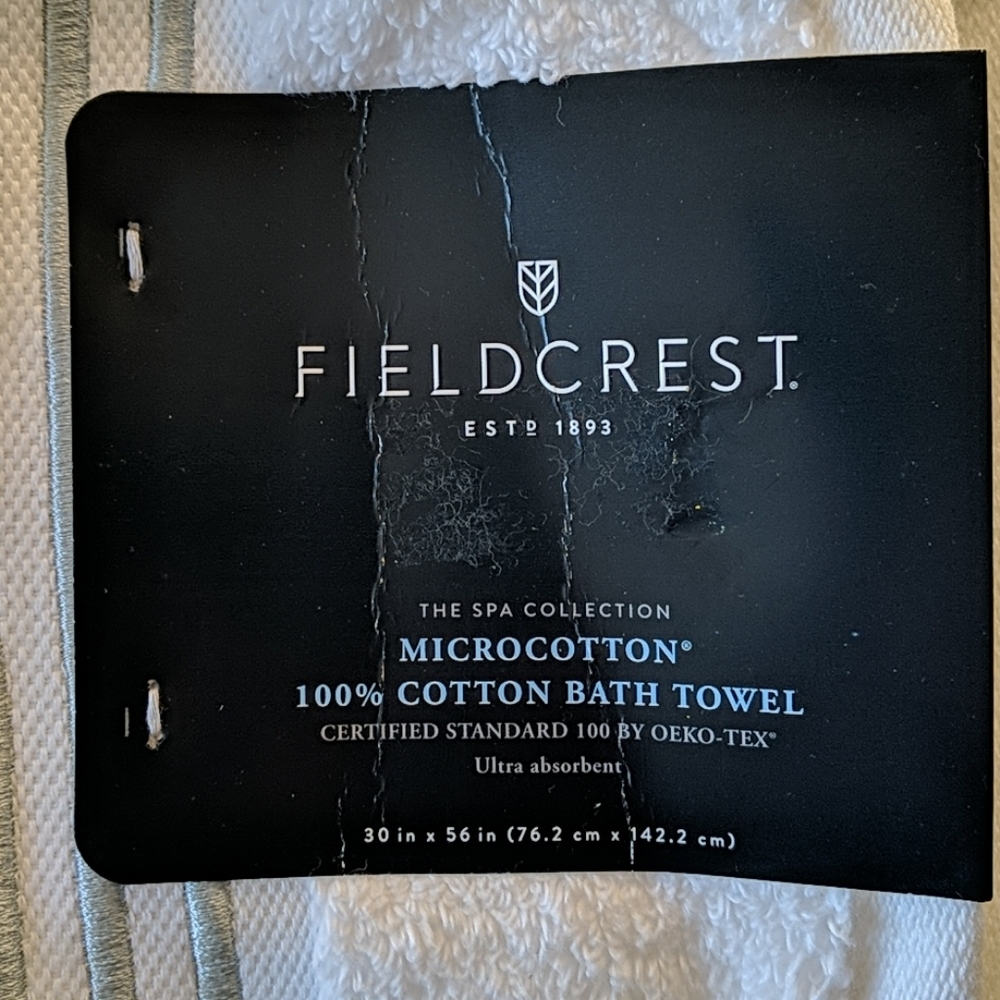 FIELDCREST®
ESTD 1893
THE SPA COLLECTION
MICROCOTTON®
100% COTTON BATH TOWEL
CERTIFIED STANDARD 100 BY OEKO-TEX®
Ultra absorbent
30 in x 56 in (76.2 cm x 142.2 cm)